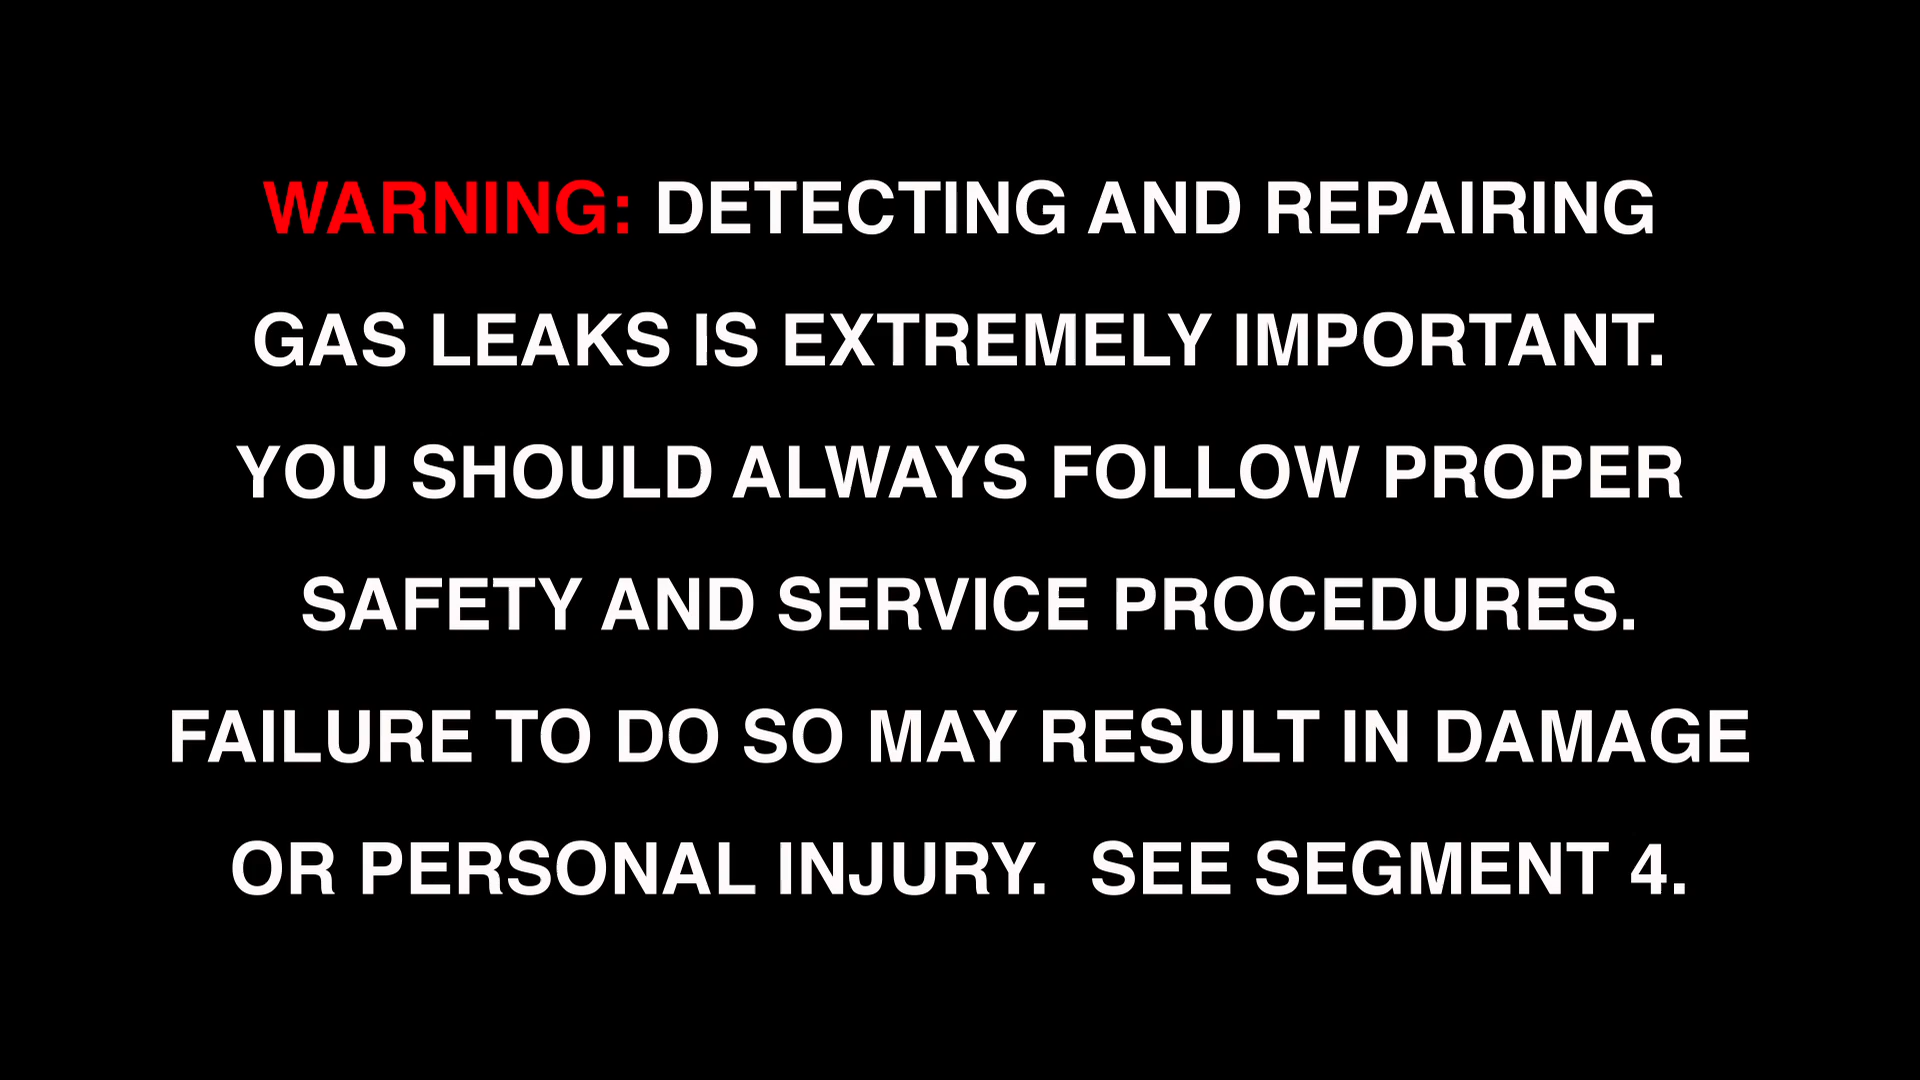 WARNING: DETECTING AND REPAIRING
GAS LEAKS IS EXTREMELY IMPORTANT.
YOU SHOULD ALWAYS FOLLOW PROPER
SAFETY AND SERVICE PROCEDURES.
FAILURE TO DO SO MAY RESULT IN DAMAGE
OR PERSONAL INJURY.  SEE SEGMENT 4.